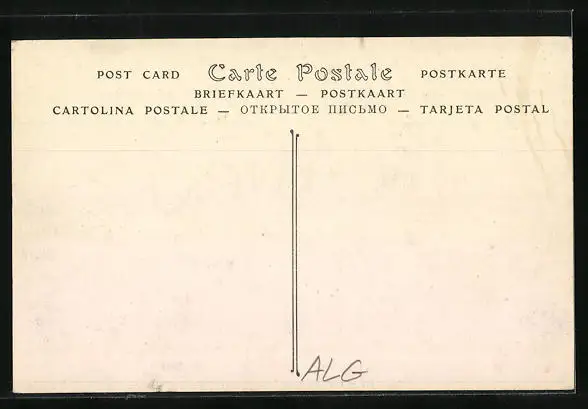 POST CARD Carte Postale POSTKARTE
BRIEFKAART — POSTKAART
CARTOLINA POSTALE — ОТКРЫТОЕ ПИСЬМО — TARJETA POSTAL
ALG